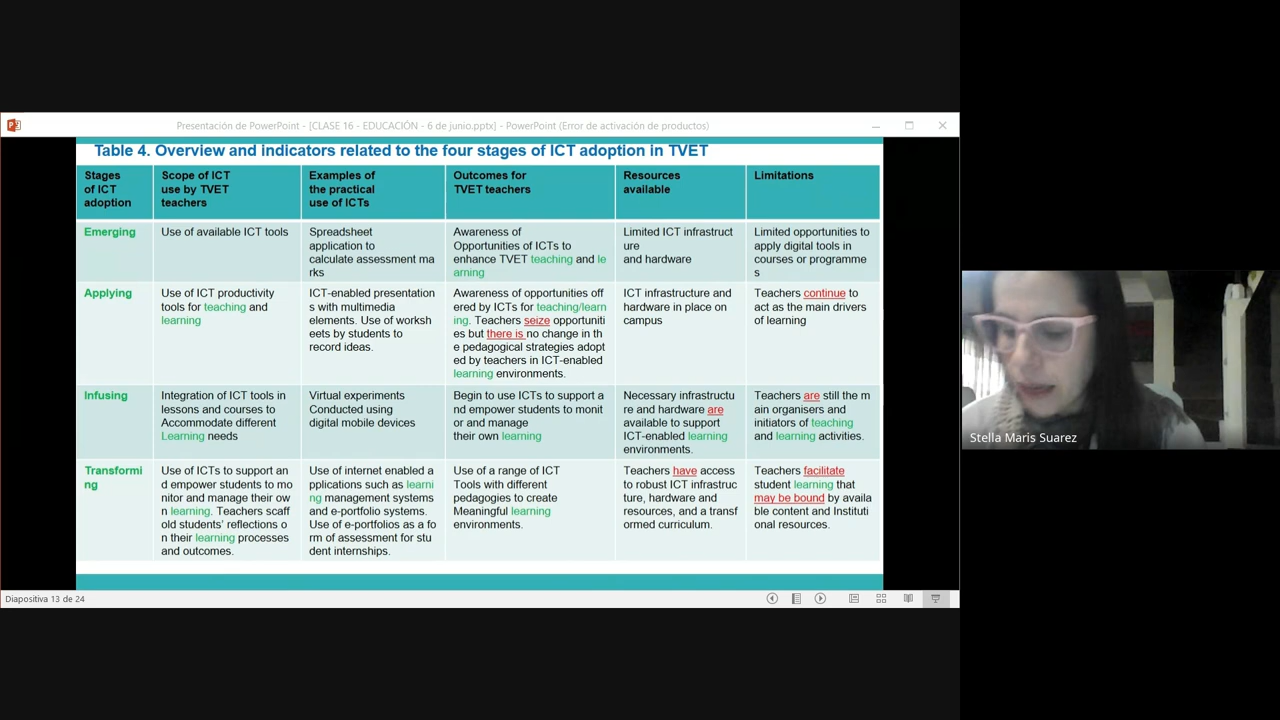 Presentación de PowerPoint - [CLASE 16 - EDUCACIÓN - 6 de junio.pptx] - PowerPoint (Error de activación de productos)
Table 4. Overview and indicators related to the four stages of ICT adoption in TVET
Stages
of ICT
adoption
Scope of ICT
use by TVET
teachers
Examples of
the practical
use of ICTs
Outcomes for
TVET teachers
Resources
available
Limitations
Emerging
Use of available ICT tools
Spreadsheet
application to
calculate assessment ma
rks
Awareness of
Opportunities of ICTs to
enhance TVET teaching and le
arning
Limited ICT infrastruct
ure
and hardware
Limited opportunities to
apply digital tools in
courses or programme
s
Applying
Use of ICT productivity
tools for teaching and
learning
ICT-enabled presentation
s with multimedia
elements. Use of worksh
eets by students to
record ideas.
Awareness of opportunities off
ered by ICTs for teaching/learn
ing. Teachers seize opportuniti
es but there is no change in th
e pedagogical strategies adopt
ed by teachers in ICT-enabled
learning environments.
ICT infrastructure and
hardware in place on
campus
Teachers continue to
act as the main drivers
of learning
Infusing
Integration of ICT tools in
lessons and courses to
Accommodate different
Learning needs
Virtual experiments
Conducted using
digital mobile devices
Begin to use ICTs to support a
nd empower students to monit
or and manage
their own learning
Necessary infrastructu
re and hardware are
available to support
ICT-enabled learning
environments.
Teachers are still the m
ain organisers and
initiators of teaching
and learning activities.
Transformi
ng
Use of ICTs to support an
d empower students to mo
nitor and manage their ow
n learning. Teachers scaff
old students' reflections o
n their learning processes
and outcomes.
Use of internet enabled a
pplications such as learni
ng management systems
and e-portfolio systems.
Use of e-portfolios as a fo
rm of assessment for stu
dent internships.
Use of a range of ICT
Tools with different
pedagogies to create
Meaningful learning
environments.
Teachers have access
to robust ICT infrastruc
ture, hardware and
resources, and a transf
ormed curriculum.
Teachers facilitate
student learning that
may be bound by availa
ble content and Instituti
onal resources.
Diapositiva 13 de 24
Stella Maris Suarez